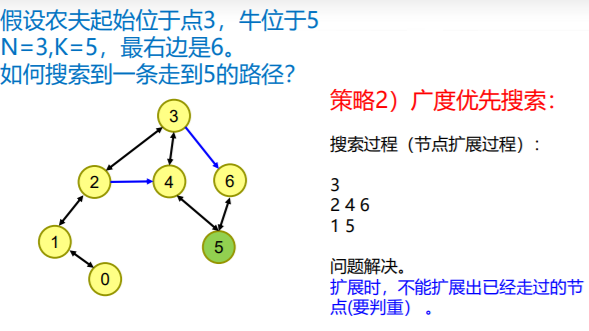 假设农夫起始位于点3，牛位于5
N=3,K=5，最右边是6。
如何搜索到一条走到5的路径？
策略2）广度优先搜索：
搜索过程（节点扩展过程）：
3
2 4 6
1 5
问题解决。
扩展时，不能扩展出已经走过的节
点(要判重） 。
3
2
4
6
1
5
0